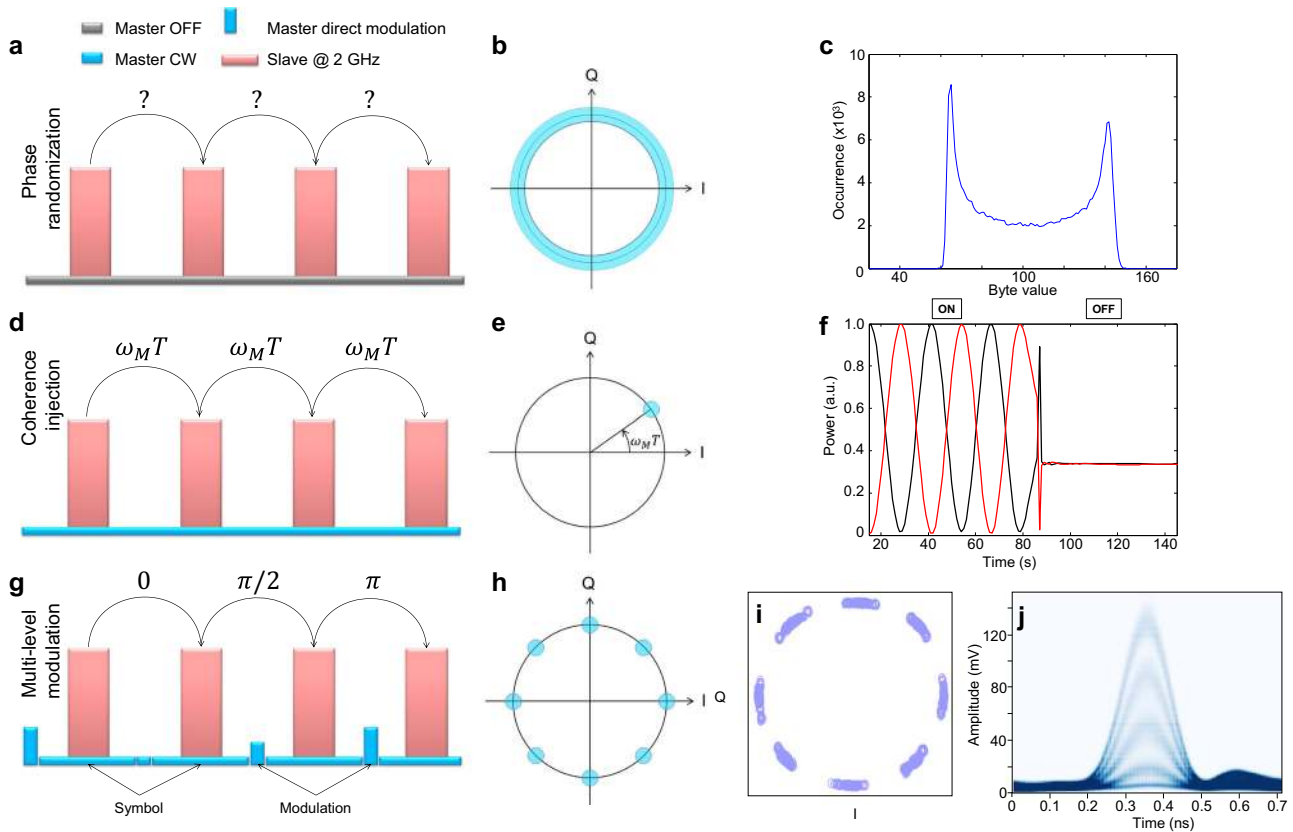 Master OFF
Master direct modulation
Master CW
Slave @ 2 GHz
a
Phase
randomization
? ? ?
b
Q
I
c
Occurrence (x10³)
10
8
6
4
2
0
40 100 160
Byte value
d
Coherence
injection
ω_M T ω_M T ω_M T
e
Q
ω_M T
I
f
ON OFF
Power (a.u.)
1.0
0.8
0.6
0.4
0.2
0
20 40 60 80 100 120 140
Time (s)
g
Multi-level
modulation
0 π/2 π
Symbol
Modulation
h
Q
I
i
Q
I
j
Amplitude (mV)
120
80
40
0
0 0.1 0.2 0.3 0.4 0.5 0.6 0.7
Time (ns)